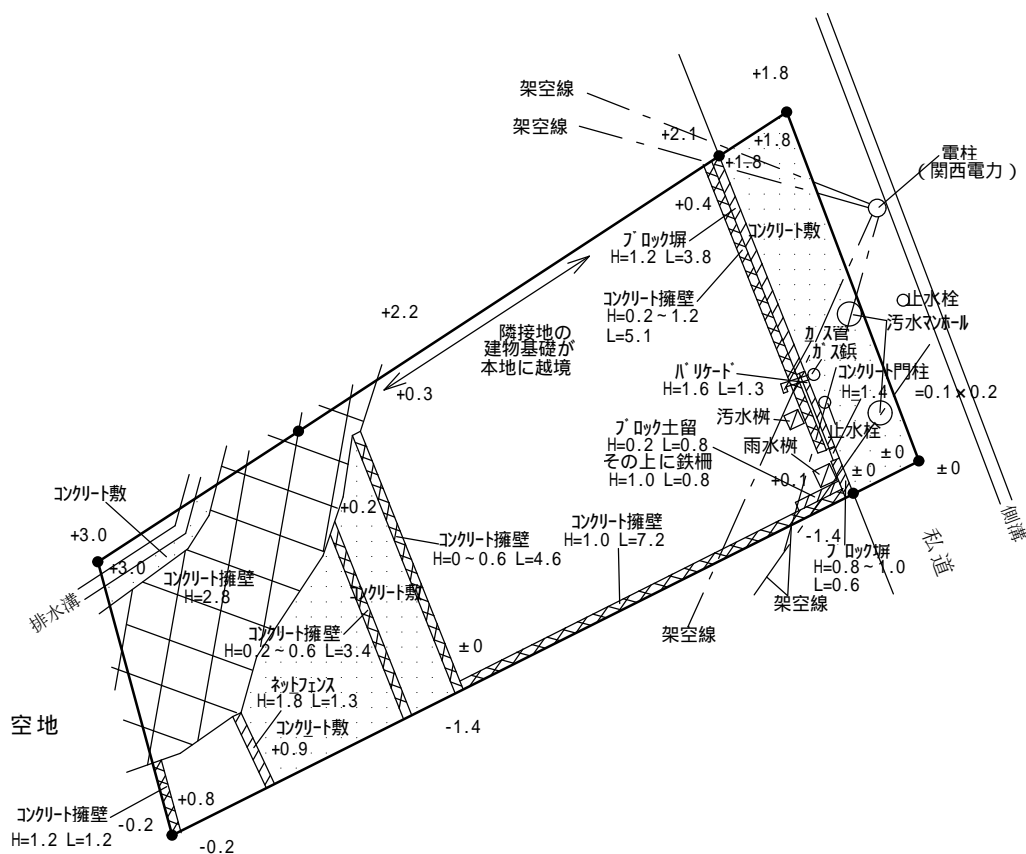 +1.8
架空線
架空線
+2.1
+1.8
+1.8
電柱
(関西電力)
+0.4
ブロック塀
H=1.2 L=3.8
コンクリート敷
コンクリート擁壁
H=0.2~1.2
L=5.1
止水栓
汚水マンホール
+2.2
隣接地の
建物基礎が
本地に越境
ガス管
ガス鋲
コンクリート門柱
H=1.4 =0.1×0.2
バリケード
H=1.6 L=1.3
+0.3
汚水桝
ブロック土留
H=0.2 L=0.8
その上に鉄柵
H=1.0 L=0.8
止水栓
雨水桝
±0
±0
±0
+0.1
コンクリート敷
+0.2
側溝
私道
+3.0
+3.0
コンクリート擁壁
H=2.8
コンクリート擁壁
H=0~0.6 L=4.6
コンクリート擁壁
H=1.0 L=7.2
-1.4
ブロック塀
H=0.8~1.0
L=0.6
架空線
架空線
排水溝
コンクリート敷
コンクリート擁壁
H=0.2~0.6 L=3.4
±0
ネットフェンス
H=1.8 L=1.3
空地
コンクリート敷
+0.9
-1.4
+0.8
コンクリート擁壁
H=1.2 L=1.2
-0.2
-0.2